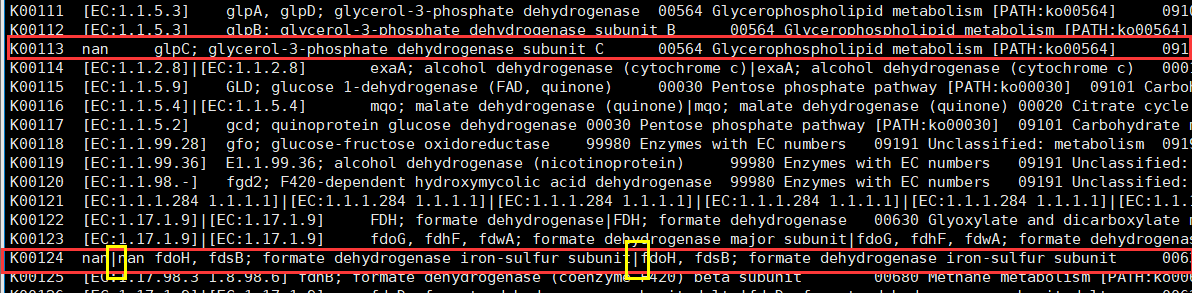 K00111 [EC:1.1.5.3] glpA, glpD; glycerol-3-phosphate dehydrogenase 00564 Glycerophospholipid metabolism [PATH:ko00564] 0910
K00112 [EC:1.1.5.3] glpB; glycerol-3-phosphate dehydrogenase subunit B 00564 Glycerophospholipid metabolism [PATH:ko00564]
K00113 nan glpC; glycerol-3-phosphate dehydrogenase subunit C 00564 Glycerophospholipid metabolism [PATH:ko00564] 091
K00114 [EC:1.1.2.8]|[EC:1.1.2.8] exaA; alcohol dehydrogenase (cytochrome c)|exaA; alcohol dehydrogenase (cytochrome c) 000
K00115 [EC:1.1.5.9] GLD; glucose 1-dehydrogenase (FAD, quinone) 00030 Pentose phosphate pathway [PATH:ko00030] 09101 Carboh
K00116 [EC:1.1.5.4]|[EC:1.1.5.4] mqo; malate dehydrogenase (quinone)|mqo; malate dehydrogenase (quinone) 00020 Citrate cycle
K00117 [EC:1.1.5.2] gcd; quinoprotein glucose dehydrogenase 00030 Pentose phosphate pathway [PATH:ko00030] 09101 Carbohydrate m
K00118 [EC:1.1.99.28] gfo; glucose-fructose oxidoreductase 99980 Enzymes with EC numbers 09191 Unclassified: metabolism 0919
K00119 [EC:1.1.99.36] E1.1.99.36; alcohol dehydrogenase (nicotinoprotein) 99980 Enzymes with EC numbers 09191 Unclassified:
K00120 [EC:1.1.98.-] fgd2; F420-dependent hydroxymycolic acid dehydrogenase 99980 Enzymes with EC numbers 09191 Unclassified:
K00121 [EC:1.1.1.284 1.1.1.1]|[EC:1.1.1.284 1.1.1.1]|[EC:1.1.1.284 1.1.1.1]|[EC:1.1.1.284 1.1.1.1]|[EC:1.1.1.284 1.1.1.1]|
K00122 [EC:1.17.1.9]|[EC:1.17.1.9] FDH; formate dehydrogenase|FDH; formate dehydrogenase 00630 Glyoxylate and dicarboxylate m
K00123 [EC:1.17.1.9]|[EC:1.17.1.9] fdoG, fdhF, fdwA; formate dehydrogenase major subunit|fdoG, fdhF, fdwA; formate dehydrogena
K00124 nan|nan fdoH, fdsB; formate dehydrogenase iron-sulfur subunit|fdoH, fdsB; formate dehydrogenase iron-sulfur subunit 006
K00125 [EC:1.17.98.3 1.8.98.6] fdhB; formate dehydrogenase (coenzyme F420) beta subunit 00680 Methane metabolism [PATH:ko00